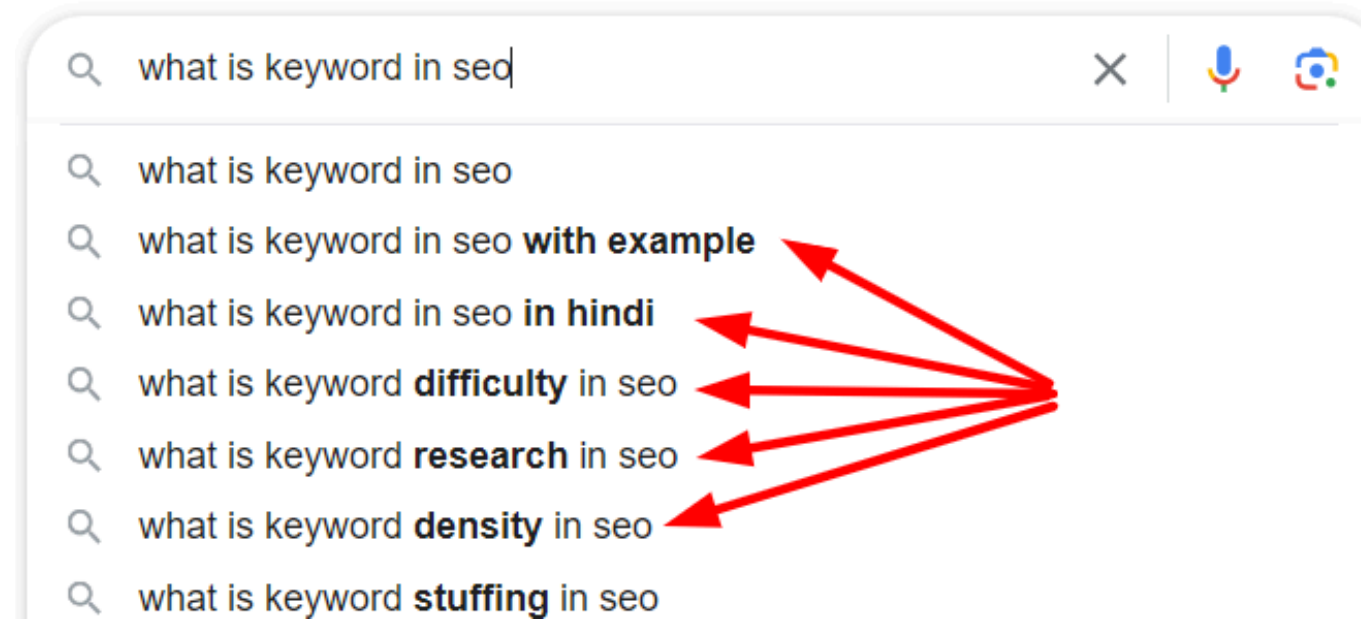 what is keyword in seo
what is keyword in seo
what is keyword in seo with example
what is keyword in seo in hindi
what is keyword difficulty in seo
what is keyword research in seo
what is keyword density in seo
what is keyword stuffing in seo